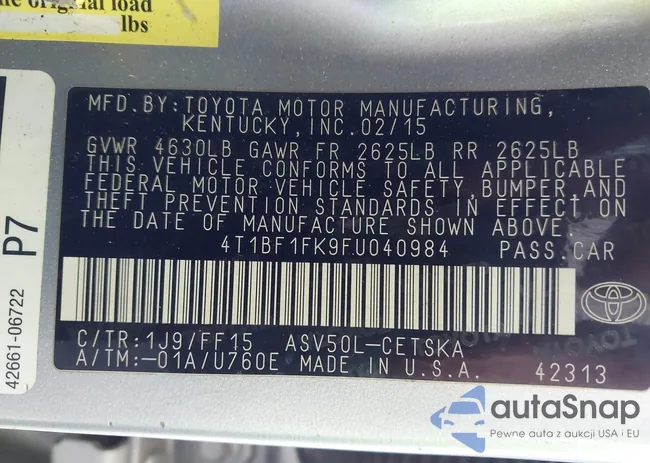 the original load
lbs
MFD. BY: TOYOTA MOTOR MANUFACTURING,
KENTUCKY, INC. 02/15
GVWR 4630LB GAWR FR 2625LB RR 2625LB
THIS VEHICLE CONFORMS TO ALL APPLICABLE
FEDERAL MOTOR VEHICLE SAFETY, BUMPER, AND
THEFT PREVENTION STANDARDS IN EFFECT ON
THE DATE OF MANUFACTURE SHOWN ABOVE.
4T1BF1FK9FU040984 PASS. CAR
C/TR: 1J9/FF15 ASV50L-CETSKA
A/TM: -01A/U760E MADE IN U.S.A.
42313
P7
42661-06722
TOYOTA
autaSnap
Pewne auta z aukcji USA i EU